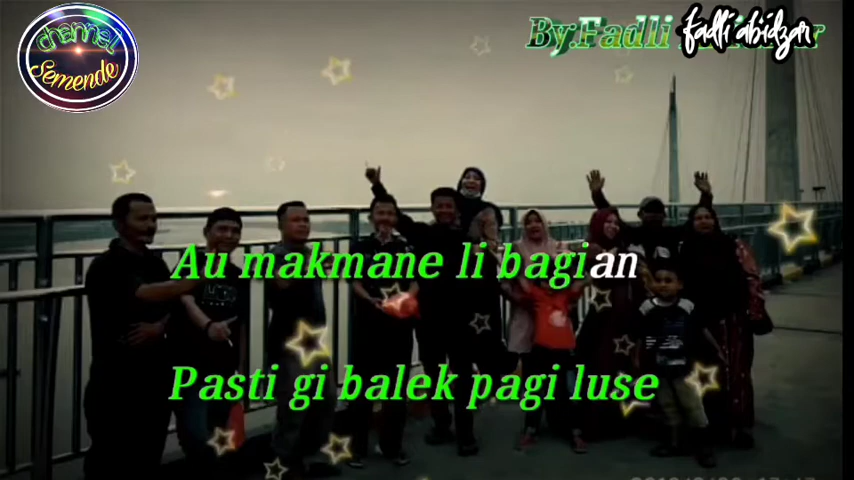 channel
Semende
By:Fadli
fadli abidzar
Au makmane li bagian
Pasti gi balek pagi luse